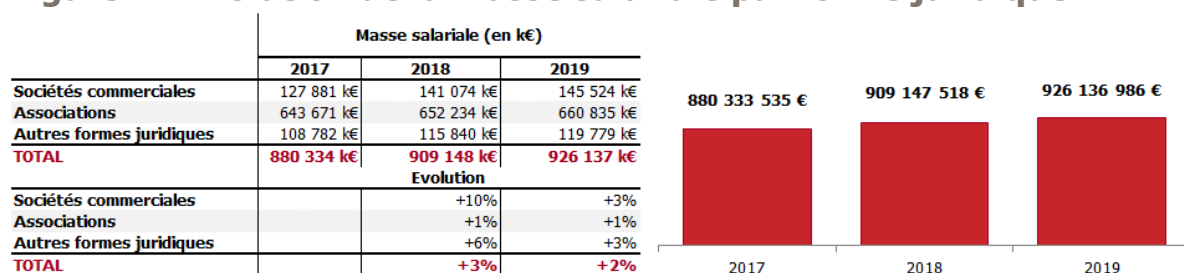 Masse salariale (en k€)
2017 2018 2019
Sociétés commerciales 127 881 k€ 141 074 k€ 145 524 k€
Associations 643 671 k€ 652 234 k€ 660 835 k€
Autres formes juridiques 108 782 k€ 115 840 k€ 119 779 k€
TOTAL 880 334 k€ 909 148 k€ 926 137 k€
Evolution
Sociétés commerciales +10% +3%
Associations +1% +1%
Autres formes juridiques +6% +3%
TOTAL +3% +2%
880 333 535 € 909 147 518 € 926 136 986 €
2017 2018 2019